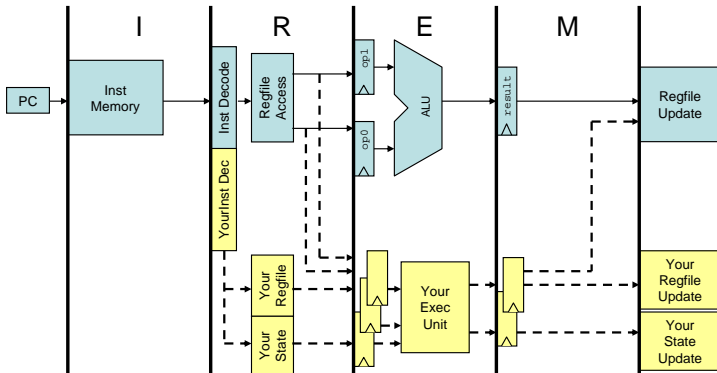 I
R
E
M
PC
Inst
Memory
Inst Decode
Regfile
Access
op1
op0
ALU
result
Regfile
Update
YourInst Dec
Your
Regfile
Your
State
Your
Exec
Unit
Your
Regfile
Update
Your
State
Update